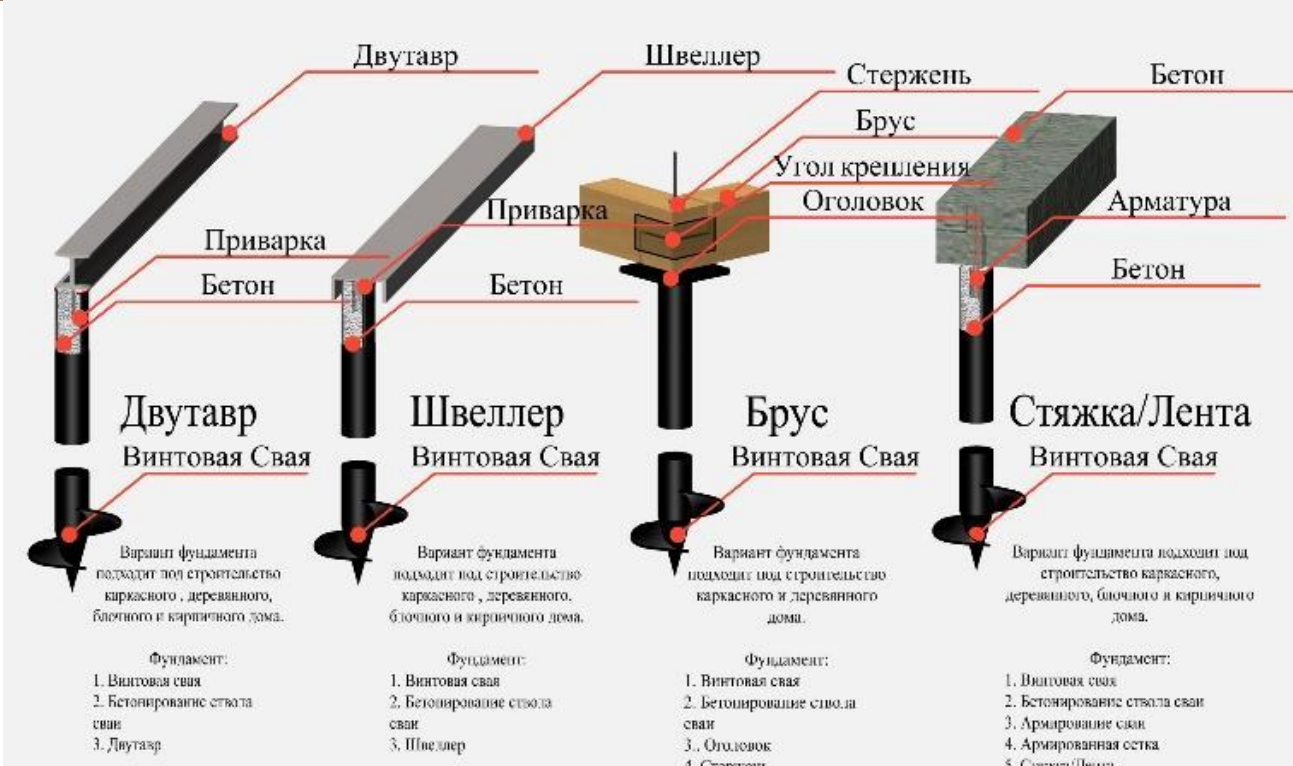 Двутавр
Швеллер
Стержень
Бетон
Брус
Угол крепления
Приварка
Оголовок
Арматура
Приварка
Бетон
Бетон
Бетон
Двутавр
Винтовая Свая
Вариант фундамента
подходит под строительство
каркасного , деревянного,
блочного и кирпичного дома.
Фундамент:
1. Винтовая свая
2. Бетонирование ствола
сваи
3. Двутавр
Швеллер
Винтовая Свая
Вариант фундамента
подходит под строительство
каркасного , деревянного,
блочного и кирпичного дома.
Фундамент:
1. Винтовая свая
2. Бетонирование ствола
сваи
3. Швеллер
Брус
Винтовая Свая
Вариант фундамента
подходит под строительство
каркасного и деревянного
дома.
Фундамент:
1. Винтовая свая
2. Бетонирование ствола
сваи
3.. Оголовок
4. Стержень
Стяжка/Лента
Винтовая Свая
Вариант фундамента подходит под
строительство каркасного,
деревянного, блочного и кирпичного
дома.
Фундамент:
1. Винтовая свая
2. Бетонирование ствола сваи
3. Армирование сваи
4. Армированная сетка
5. Стяжка/Лента